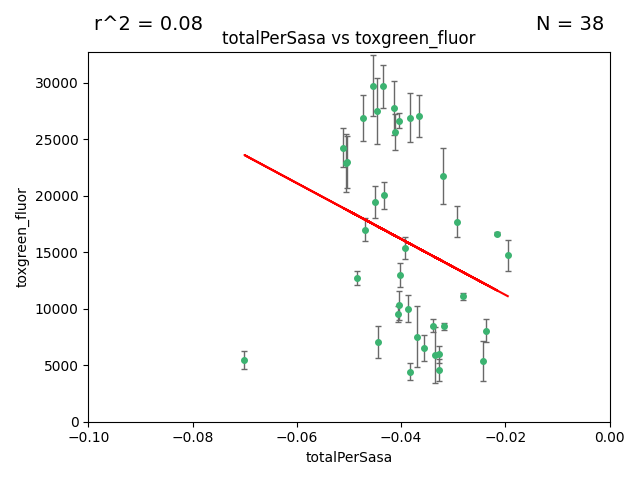 r^2 = 0.08
N = 38
totalPerSasa vs toxgreen_fluor
toxgreen_fluor
30000
25000
20000
15000
10000
5000
0
−0.10
−0.08
−0.06
−0.04
−0.02
0.00
totalPerSasa